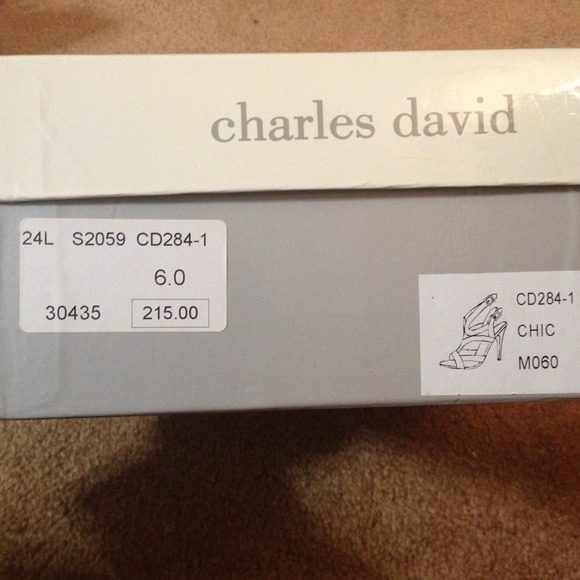 charles david
24L S2059 CD284-1
6.0
30435 215.00
CD284-1
CHIC
M060